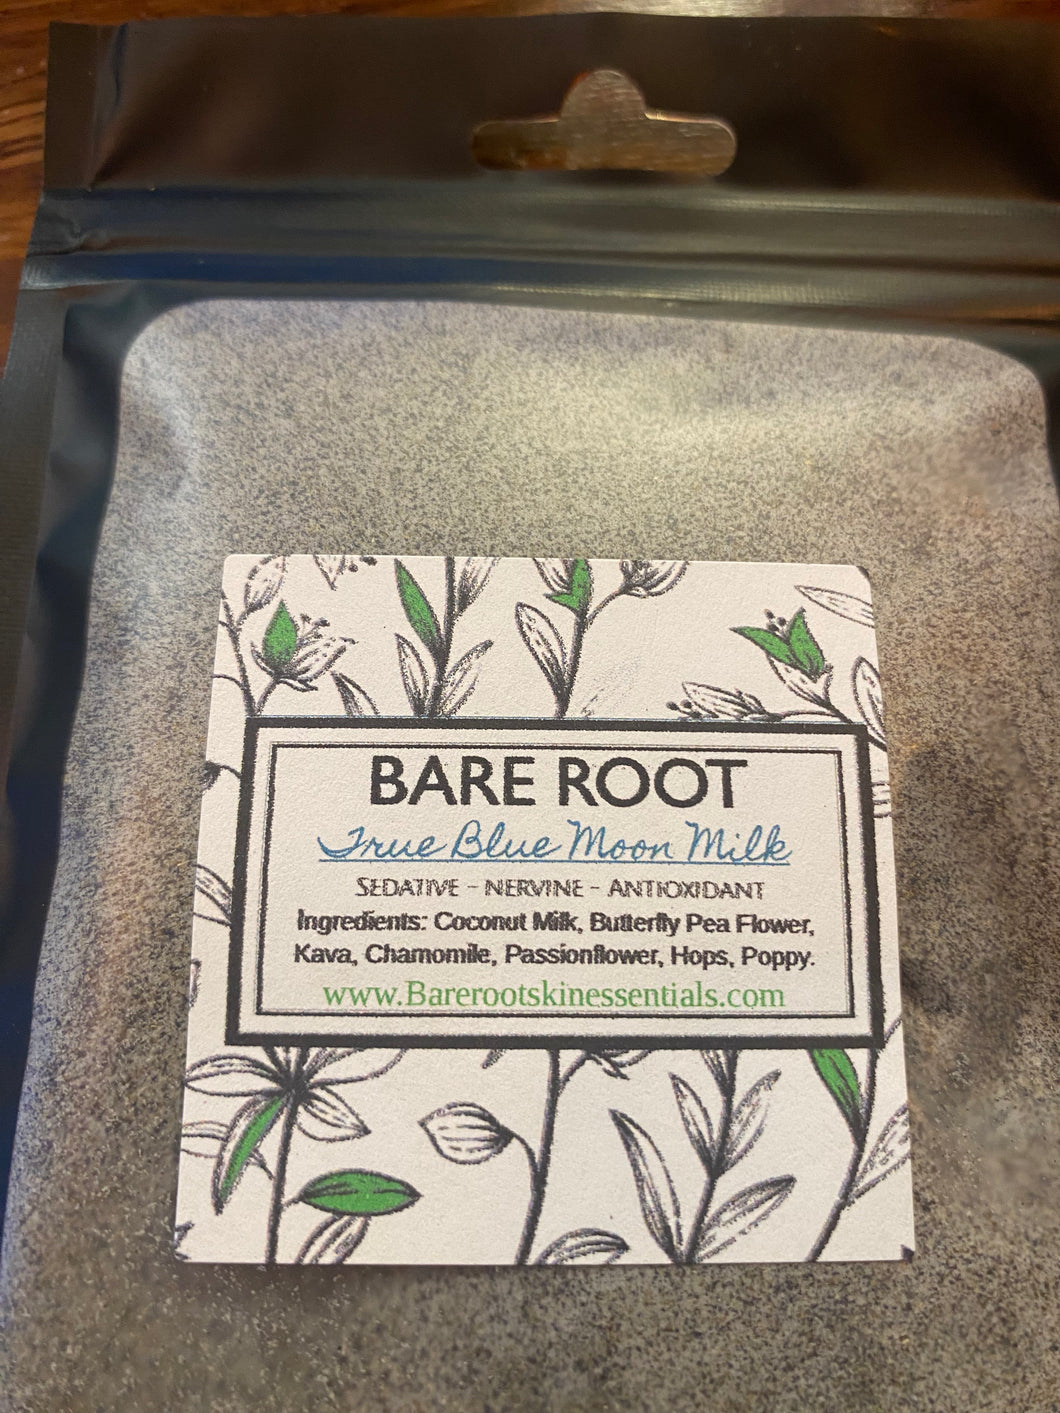 BARE ROOT
True Blue Moon Milk
SEDATIVE - NERVINE - ANTIOXIDANT
Ingredients: Coconut Milk, Butterfly Pea Flower,
Kava, Chamomile, Passionflower, Hops, Poppy.
www.Barerootskinessentials.com